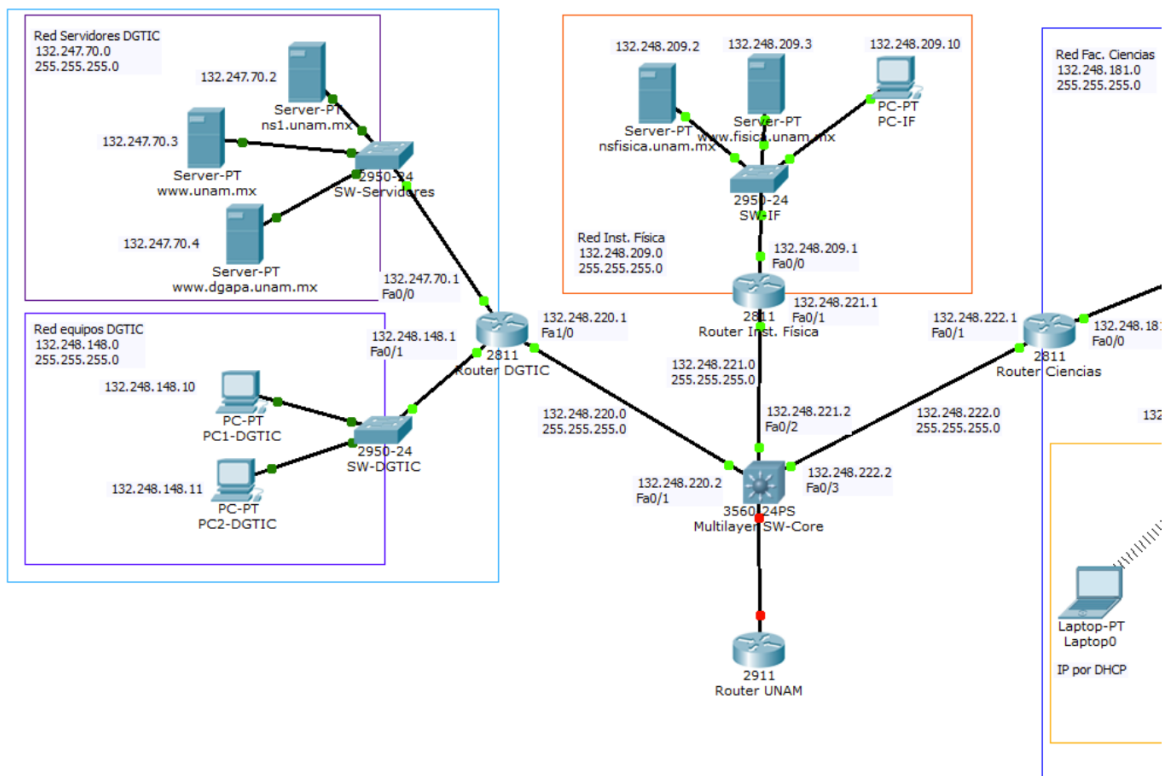 Red Servidores DGTIC
132.247.70.0
255.255.255.0
132.247.70.2
Server-PT
ns1.unam.mx
132.247.70.3
Server-PT
www.unam.mx
2950-24
SW-Servidores
132.247.70.4
Server-PT
www.dgapa.unam.mx
132.247.70.1
Fa0/0
Red equipos DGTIC
132.248.148.0
255.255.255.0
132.248.148.1
Fa0/1
132.248.220.1
Fa1/0
2811
Router DGTIC
132.248.148.10
PC-PT
PC1-DGTIC
2950-24
SW-DGTIC
132.248.148.11
PC-PT
PC2-DGTIC
132.248.220.0
255.255.255.0
132.248.209.2
132.248.209.3
132.248.209.10
Server-PT
nsfisica.unam.mx
Server-PT
www.fisica.unam.mx
PC-PT
PC-IF
2950-24
SW-IF
Red Inst. Física
132.248.209.0
255.255.255.0
132.248.209.1
Fa0/0
2811
Router Inst. Física
132.248.221.1
Fa0/1
132.248.221.0
255.255.255.0
132.248.221.2
Fa0/2
132.248.220.2
Fa0/1
132.248.222.2
Fa0/3
3560-24PS
Multilayer SW-Core
2911
Router UNAM
132.248.222.0
255.255.255.0
132.248.222.1
Fa0/1
Red Fac. Ciencias
132.248.181.0
255.255.255.0
132.248.181
Fa0/0
2811
Router Ciencias
132
Laptop-PT
Laptop0
IP por DHCP